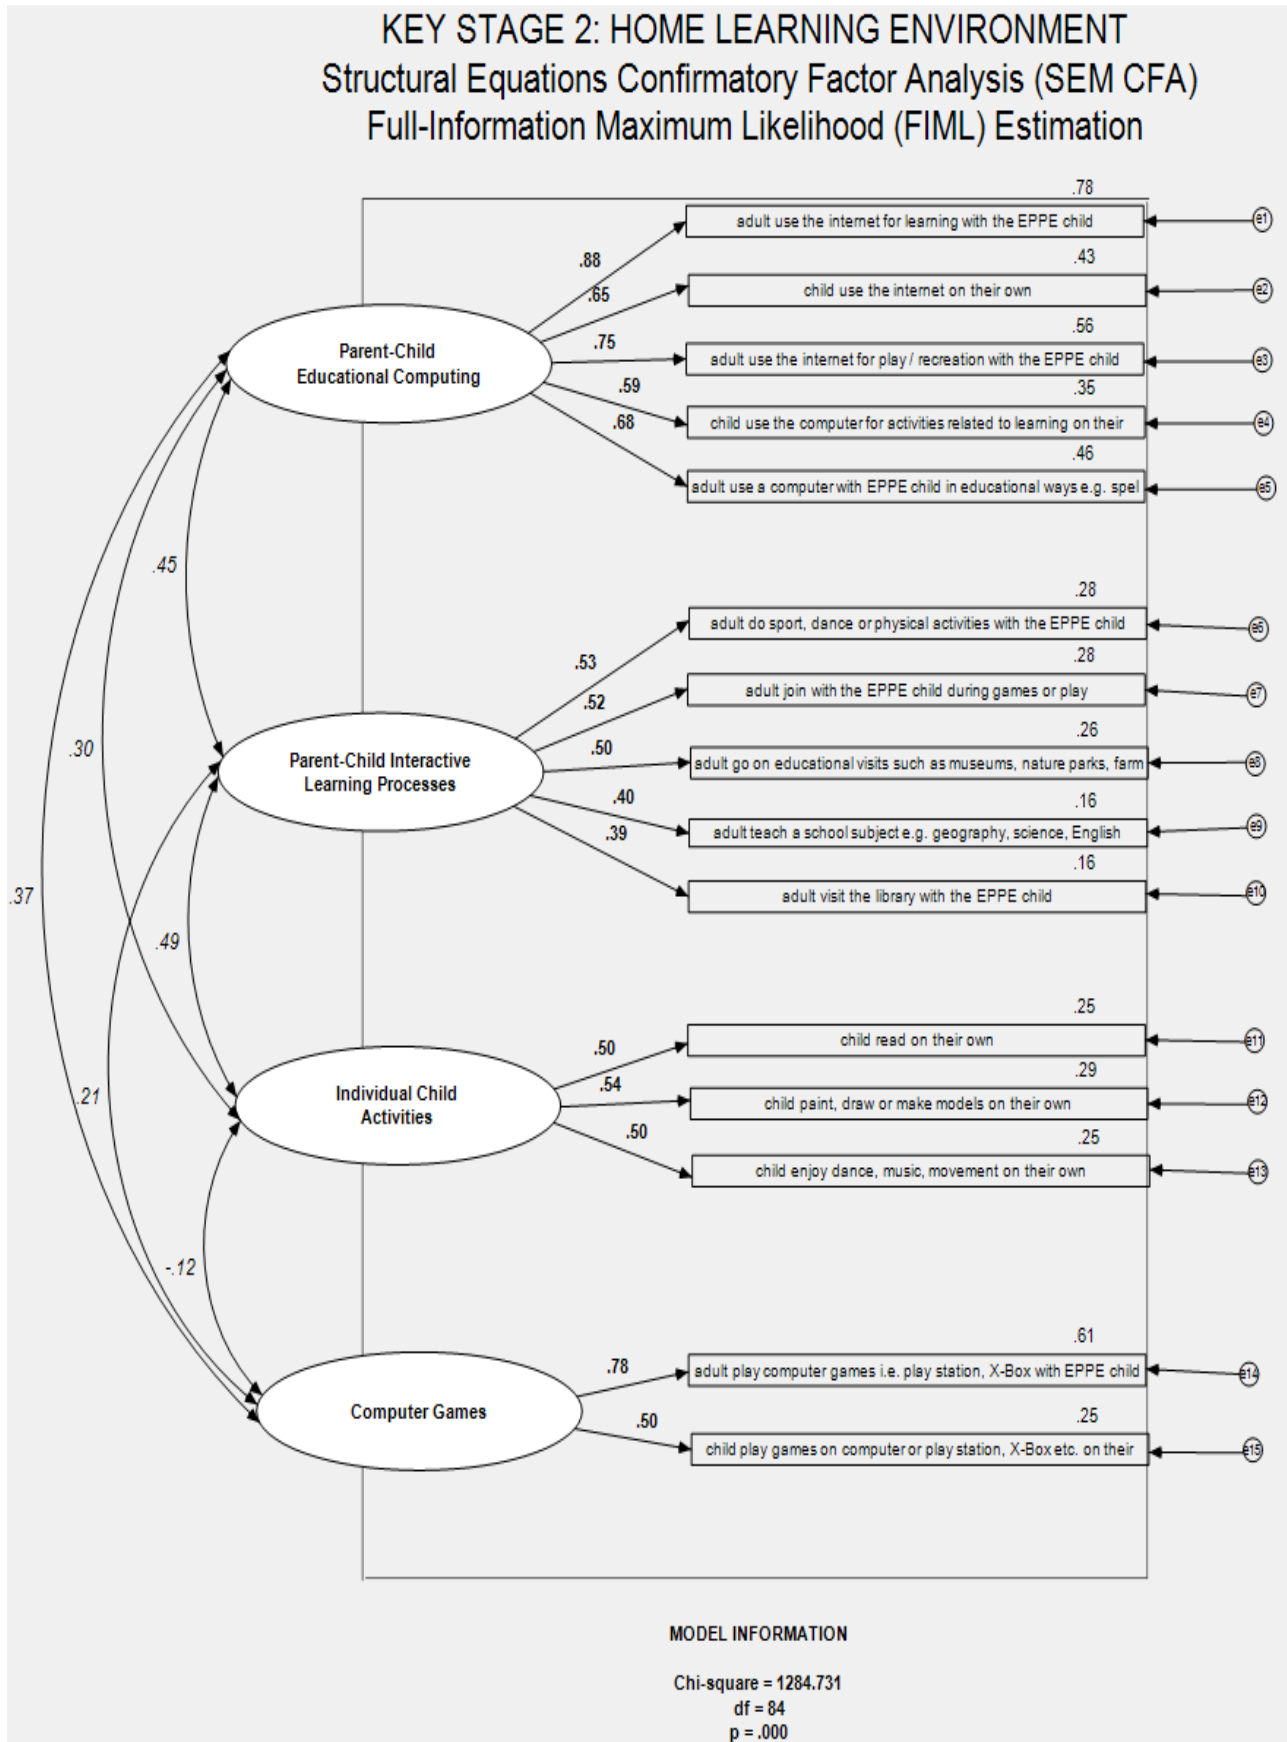 KEY STAGE 2: HOME LEARNING ENVIRONMENT
Structural Equations Confirmatory Factor Analysis (SEM CFA)
Full-Information Maximum Likelihood (FIML) Estimation
.78
adult use the internet for learning with the EPPE child
e1
.88
.43
child use the internet on their own
e2
.65
.56
adult use the internet for play / recreation with the EPPE child
e3
.75
Parent-Child
Educational Computing
.59
.35
child use the computer for activities related to learning on their
e4
.68
.46
adult use a computer with EPPE child in educational ways e.g. spel
e5
.45
.28
adult do sport, dance or physical activities with the EPPE child
e6
.53
.28
adult join with the EPPE child during games or play
e7
.52
.30
.26
adult go on educational visits such as museums, nature parks, farm
e8
.50
Parent-Child Interactive
Learning Processes
.40
.16
adult teach a school subject e.g. geography, science, English
e9
.39
.16
adult visit the library with the EPPE child
e10
.37
.49
.25
child read on their own
e11
.50
.29
child paint, draw or make models on their own
e12
.54
.21
Individual Child
Activities
.50
.25
child enjoy dance, music, movement on their own
e13
-.12
.61
adult play computer games i.e. play station, X-Box with EPPE child
e14
.78
Computer Games
.50
.25
child play games on computer or play station, X-Box etc. on their
e15
MODEL INFORMATION
Chi-square = 1284.731
df = 84
p = .000